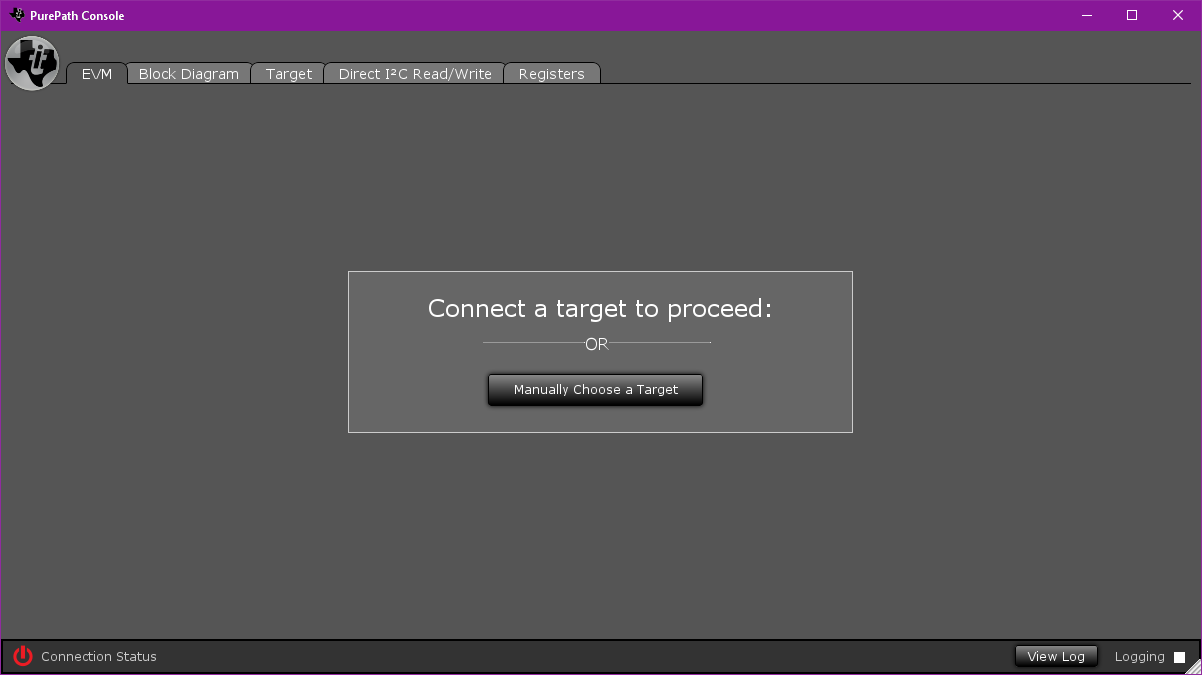 PurePath Console
EVM Block Diagram Target Direct I²C Read/Write Registers
Connect a target to proceed:
OR
Manually Choose a Target
Connection Status View Log Logging